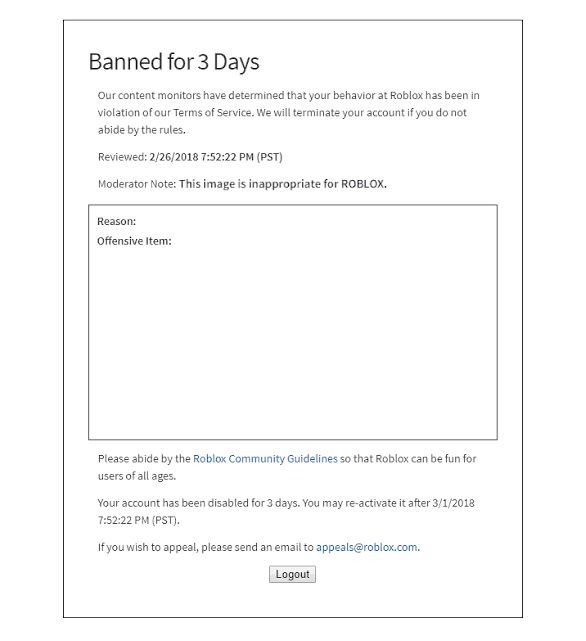 Banned for 3 Days
Our content monitors have determined that your behavior at Roblox has been in
violation of our Terms of Service. We will terminate your account if you do not
abide by the rules.
Reviewed: 2/26/2018 7:52:22 PM (PST)
Moderator Note: This image is inappropriate for ROBLOX.
Reason:
Offensive Item:
Please abide by the Roblox Community Guidelines so that Roblox can be fun for
users of all ages.
Your account has been disabled for 3 days. You may re-activate it after 3/1/2018
7:52:22 PM (PST).
If you wish to appeal, please send an email to appeals@roblox.com.
Logout